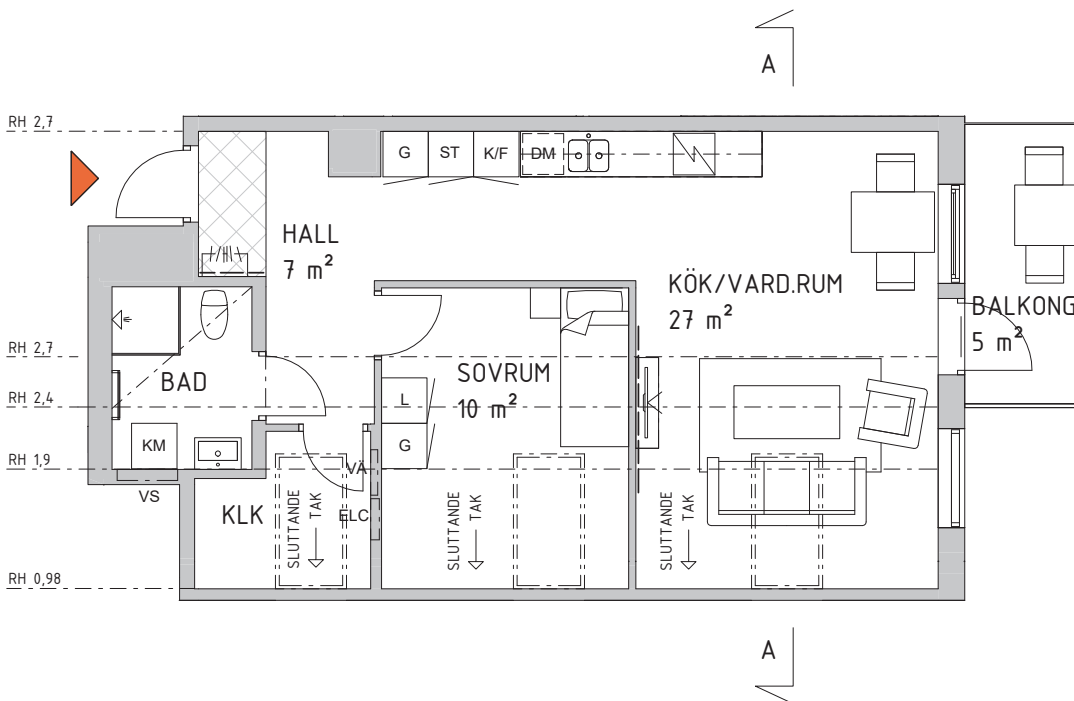 A
RH 2,7
G
ST
K/F
DM
HALL
7 m²
KÖK/VARD.RUM
27 m²
BALKONG
5 m²
RH 2,7
BAD
SOVRUM
10 m²
RH 2,4
L
KM
G
RH 1,9
VS
VÄ
KLK
ELC
SLUTTANDE
TAK
SLUTTANDE
TAK
SLUTTANDE
TAK
RH 0,98
A